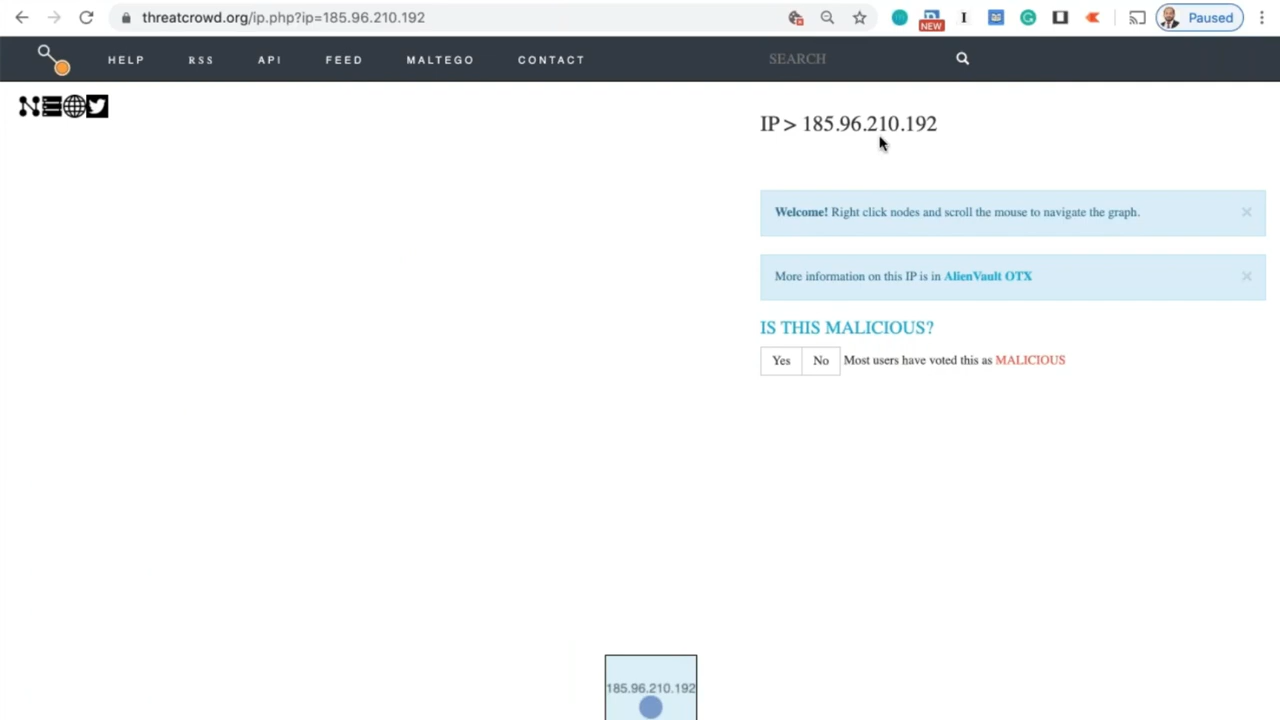 threatcrowd.org/ip.php?ip=185.96.210.192
NEW
Paused
HELP RSS API FEED MALTEGO CONTACT SEARCH
IP > 185.96.210.192
Welcome! Right click nodes and scroll the mouse to navigate the graph. ×
More information on this IP is in AlienVault OTX ×
IS THIS MALICIOUS?
Yes No Most users have voted this as MALICIOUS
185.96.210.192